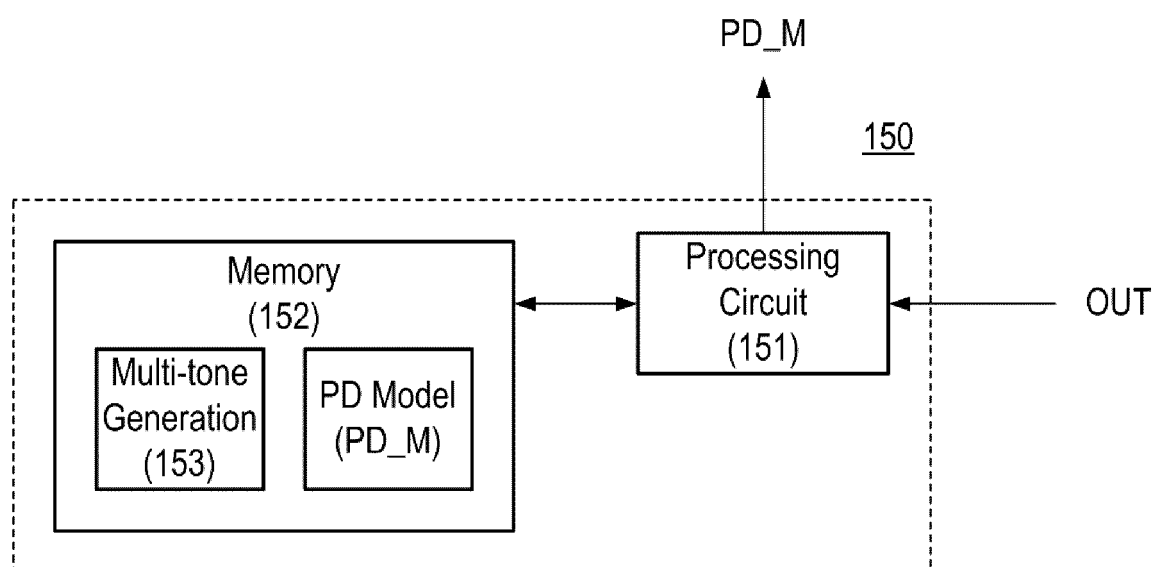 PD_M
150
Memory
(152)
Multi-tone
Generation
(153)
PD Model
(PD_M)
Processing
Circuit
(151)
OUT